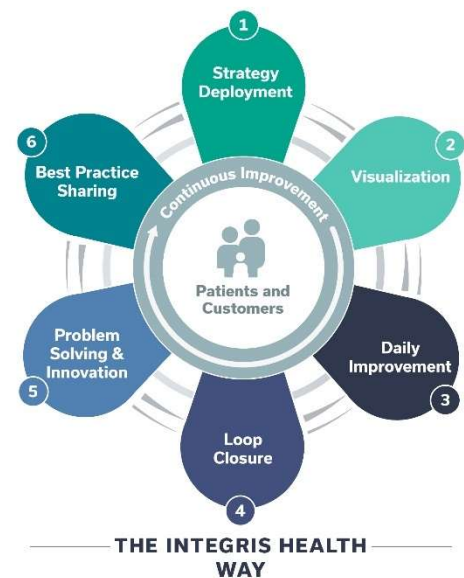 1
Strategy
Deployment
2
Visualization
3
Daily
Improvement
4
Loop
Closure
5
Problem
Solving &
Innovation
6
Best Practice
Sharing
Continuous Improvement
Patients and
Customers
THE INTEGRIS HEALTH
WAY